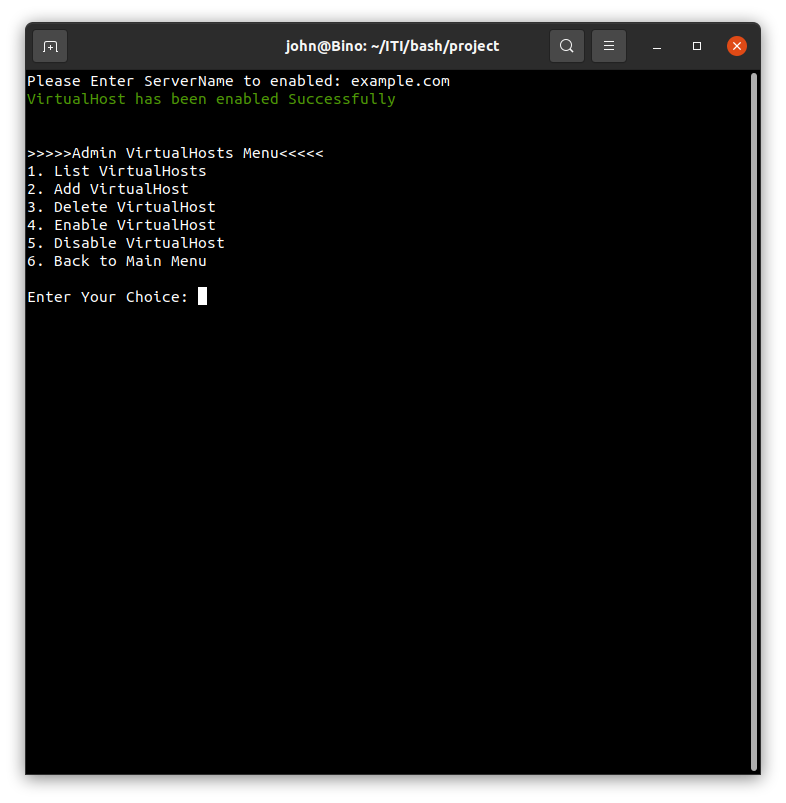 john@Bino: ~/ITI/bash/project
Please Enter ServerName to enabled: example.com
VirtualHost has been enabled Successfully
>>>>>Admin VirtualHosts Menu<<<<<
1. List VirtualHosts
2. Add VirtualHost
3. Delete VirtualHost
4. Enable VirtualHost
5. Disable VirtualHost
6. Back to Main Menu
Enter Your Choice: